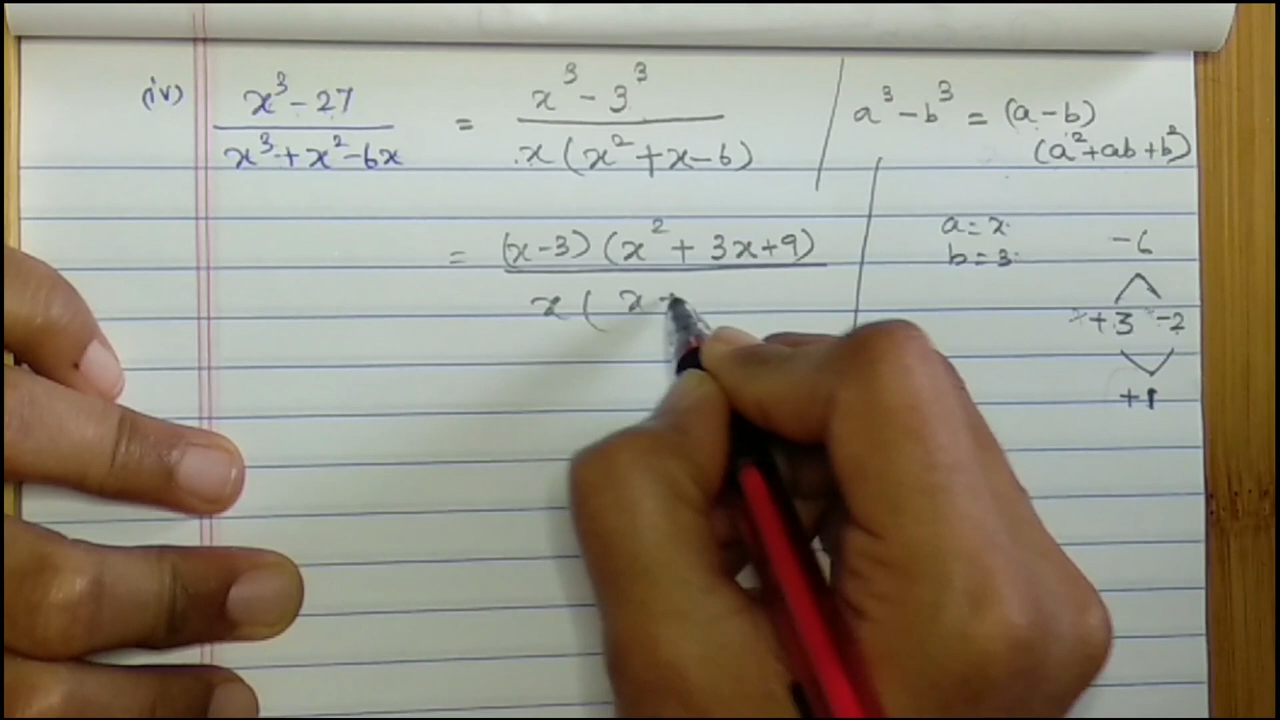 (iv) x³ - 27 = x³ - 3³
x³ + x² - 6x x(x² + x - 6)
a³ - b³ = (a - b)
(a² + ab + b²)
= (x - 3)(x² + 3x + 9)
x(x
a = x
b = 3
-6
+3 -2
+1